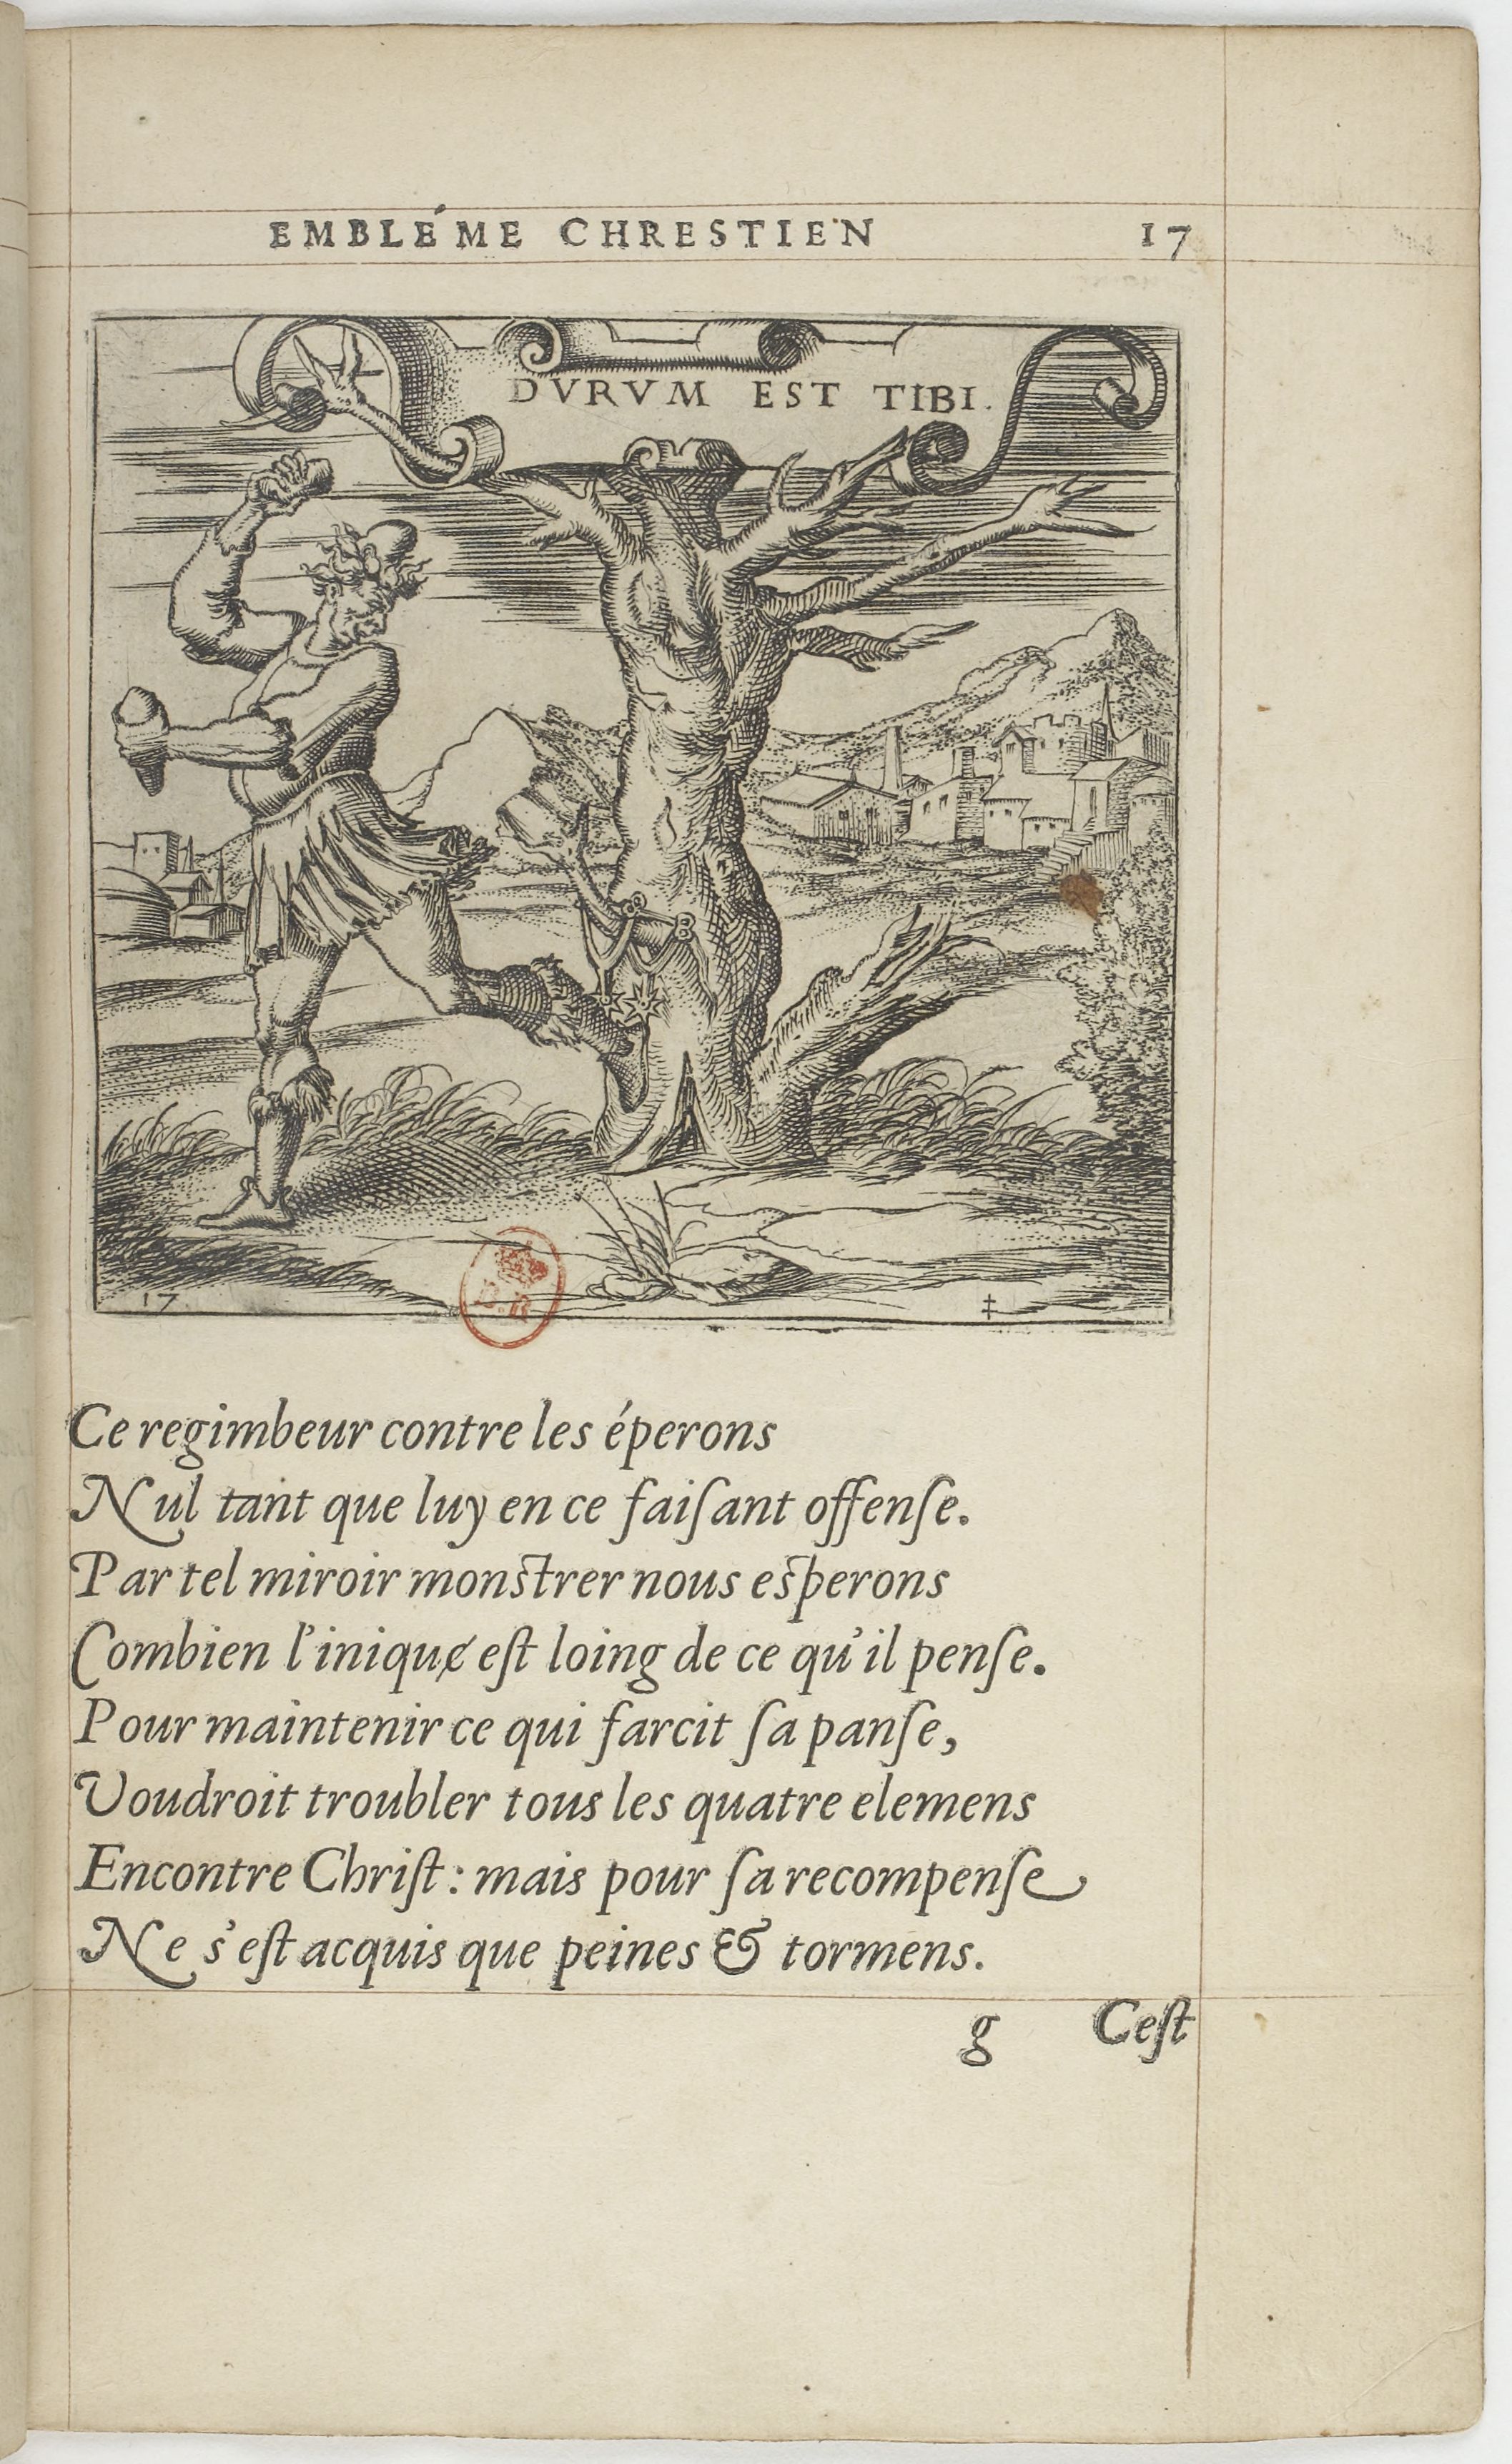 EMBLÉME CHRESTIEN 17
DVRVM EST TIBI.
17
‡
Ce regimbeur contre les éperons
Nul tant que luy en ce faiſant offenſe.
Par tel miroir monſtrer nous eſperons
Combien l'iniqué eſt loing de ce qu'il penſe.
Pour maintenir ce qui farcit ſa panſe,
Voudroit troubler tous les quatre elemens
Encontre Chriſt : mais pour ſa recompenſe
Ne s'eſt acquis que peines & tormens.
g Ceſt